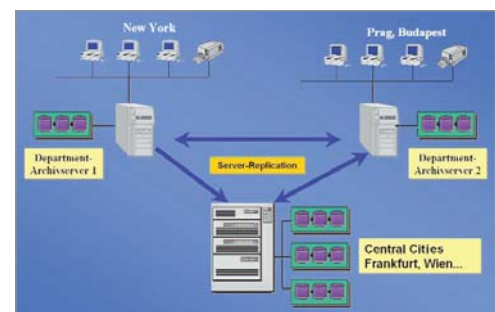 New York
Prag, Budapest
Department-
Archivserver 1
Server-Replication
Department-
Archivserver 2
Central Cities
Frankfurt, Wien...